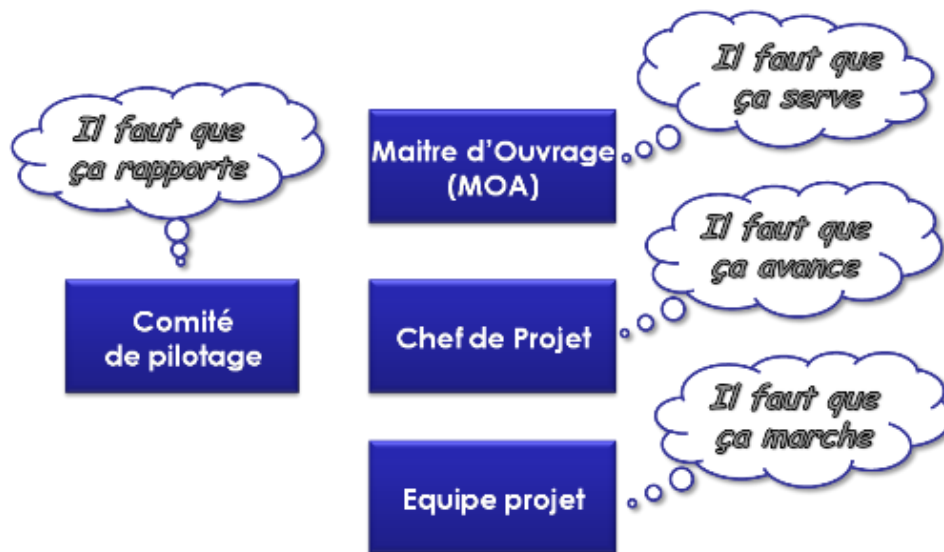 Il faut que
ça serve
Il faut que
ça rapporte
Maitre d'Ouvrage
(MOA)
Il faut que
ça avance
Comité
de pilotage
Chef de Projet
Il faut que
ça marche
Equipe projet